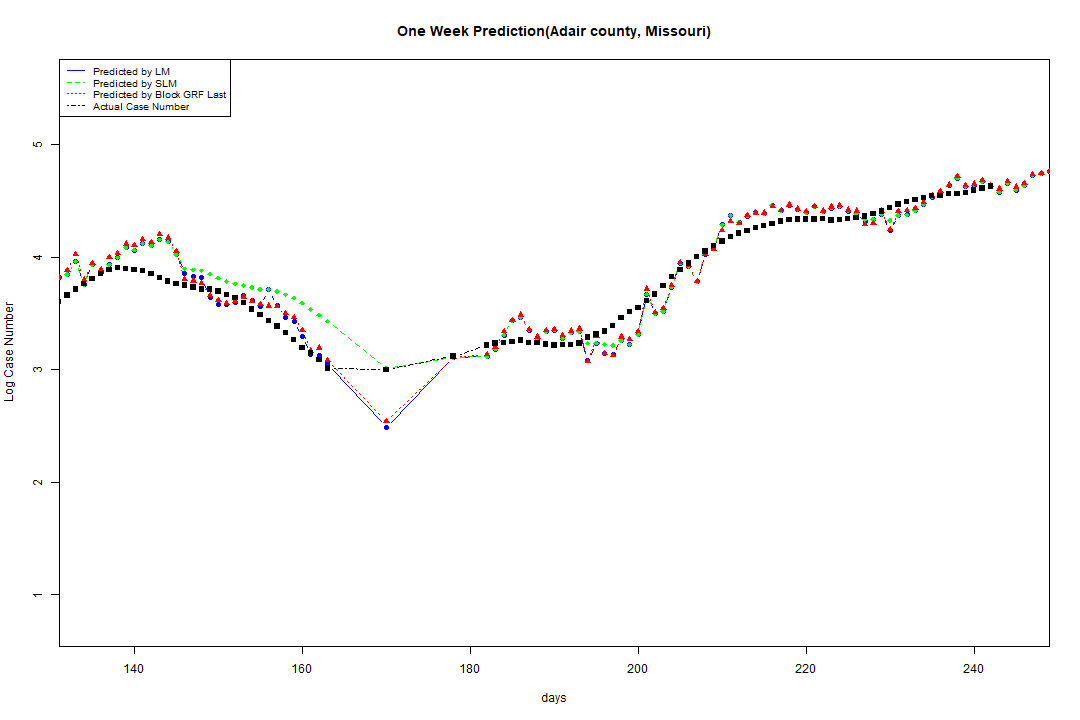 One Week Prediction(Adair county, Missouri)
Predicted by LM
Predicted by SLM
Predicted by Block GRF Last
Actual Case Number
5
4
3
2
1
Log Case Number
140 160 180 200 220 240
days